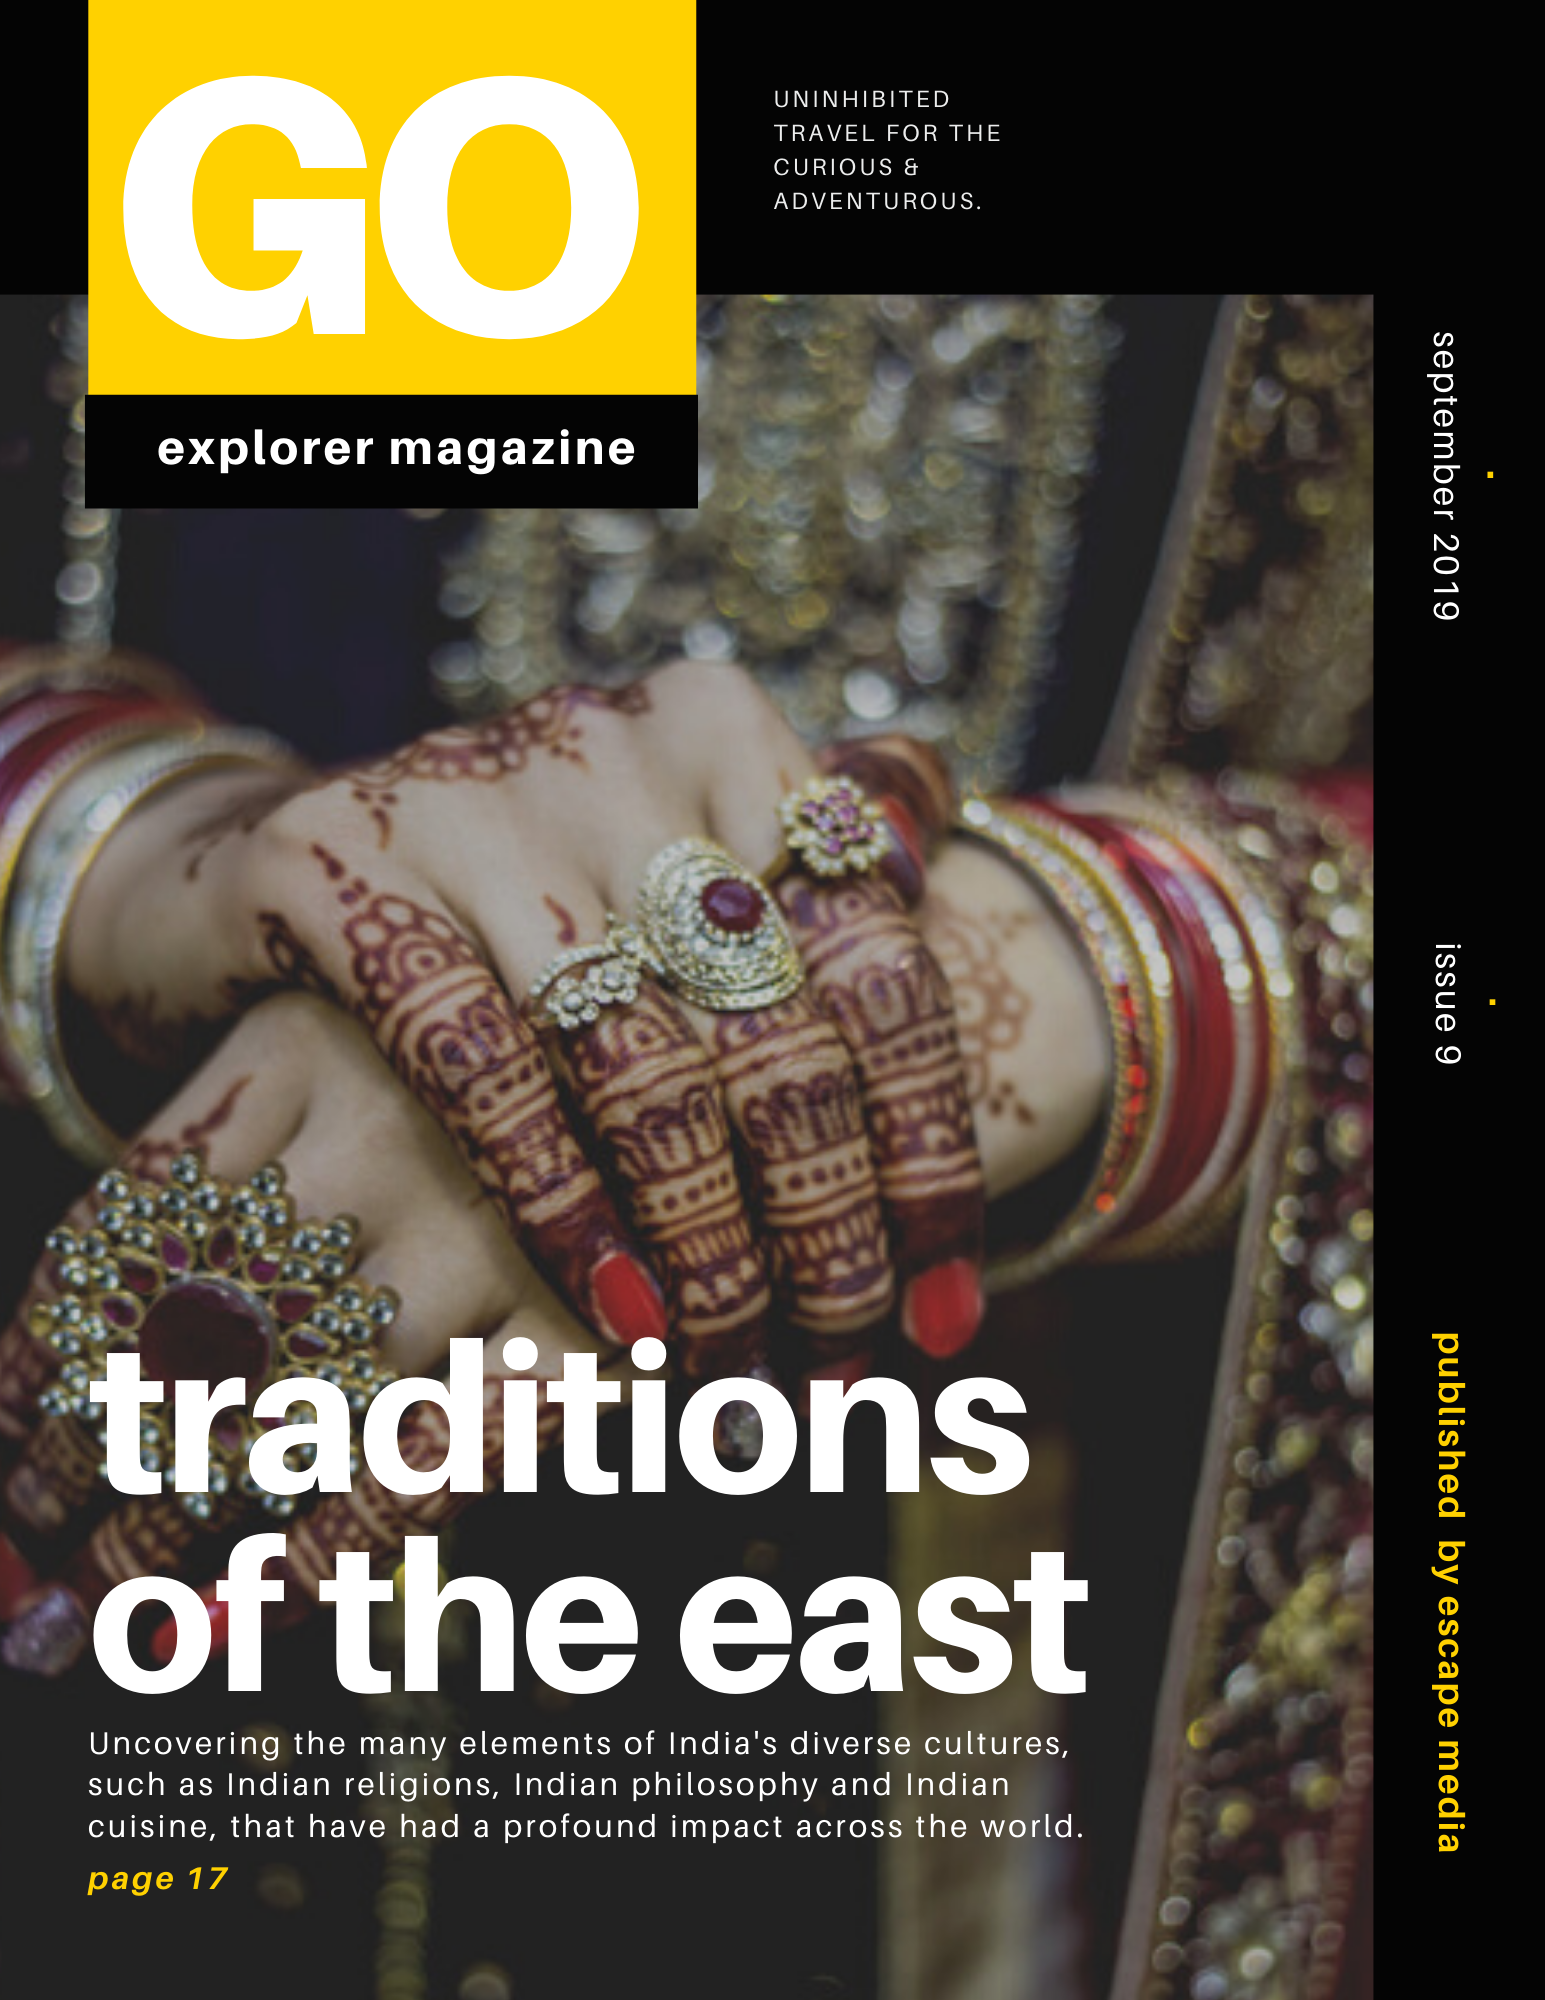 GO
explorer magazine
UNINHIBITED
TRAVEL FOR THE
CURIOUS &
ADVENTUROUS.
september 2019
issue 9
published by escape media
traditions
of the east
Uncovering the many elements of India's diverse cultures,
such as Indian religions, Indian philosophy and Indian
cuisine, that have had a profound impact across the world.
page 17